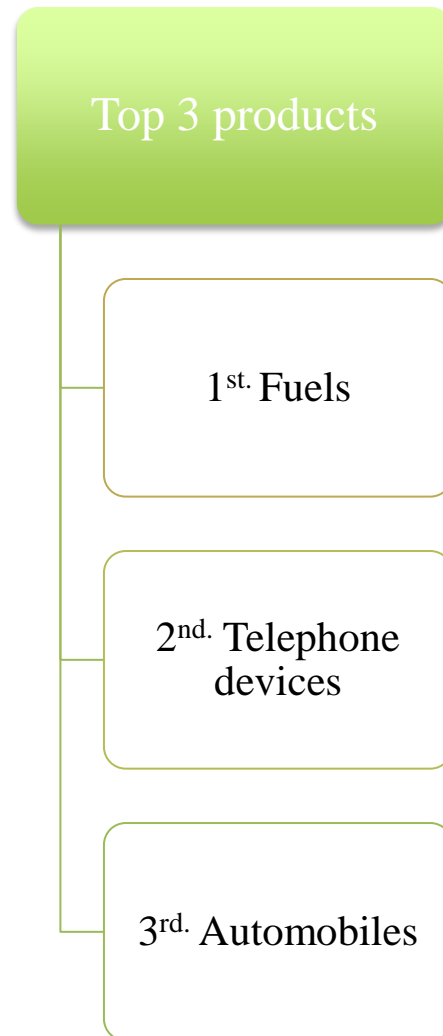 Top 3 products
1st. Fuels
2nd. Telephone
devices
3rd. Automobiles